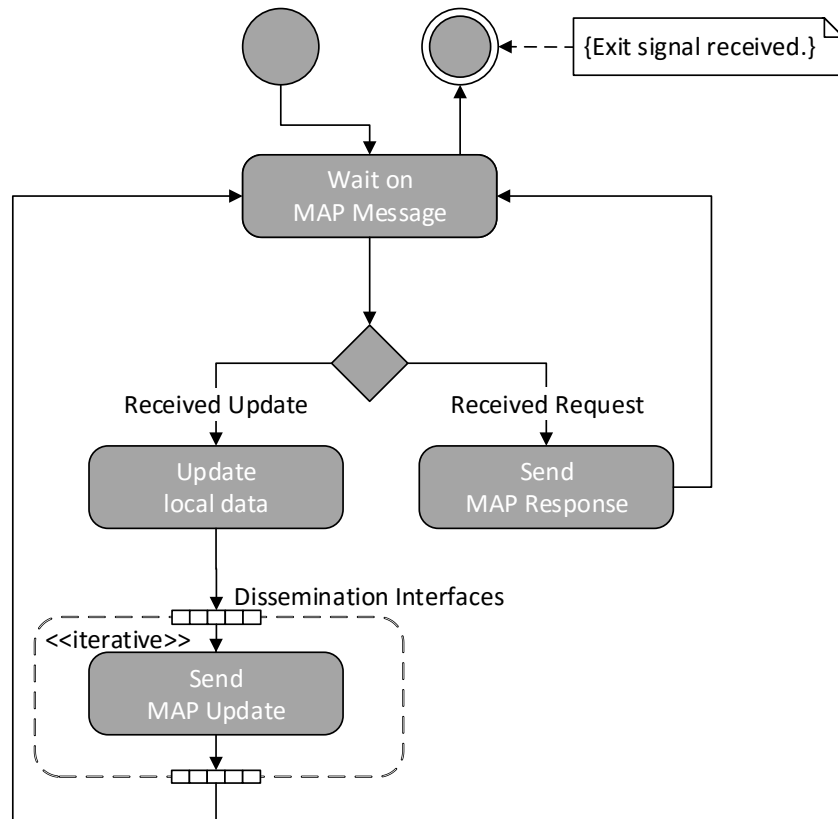 {Exit signal received.}
Wait on
MAP Message
Received Update
Received Request
Update
local data
Send
MAP Response
Dissemination Interfaces
<<iterative>>
Send
MAP Update